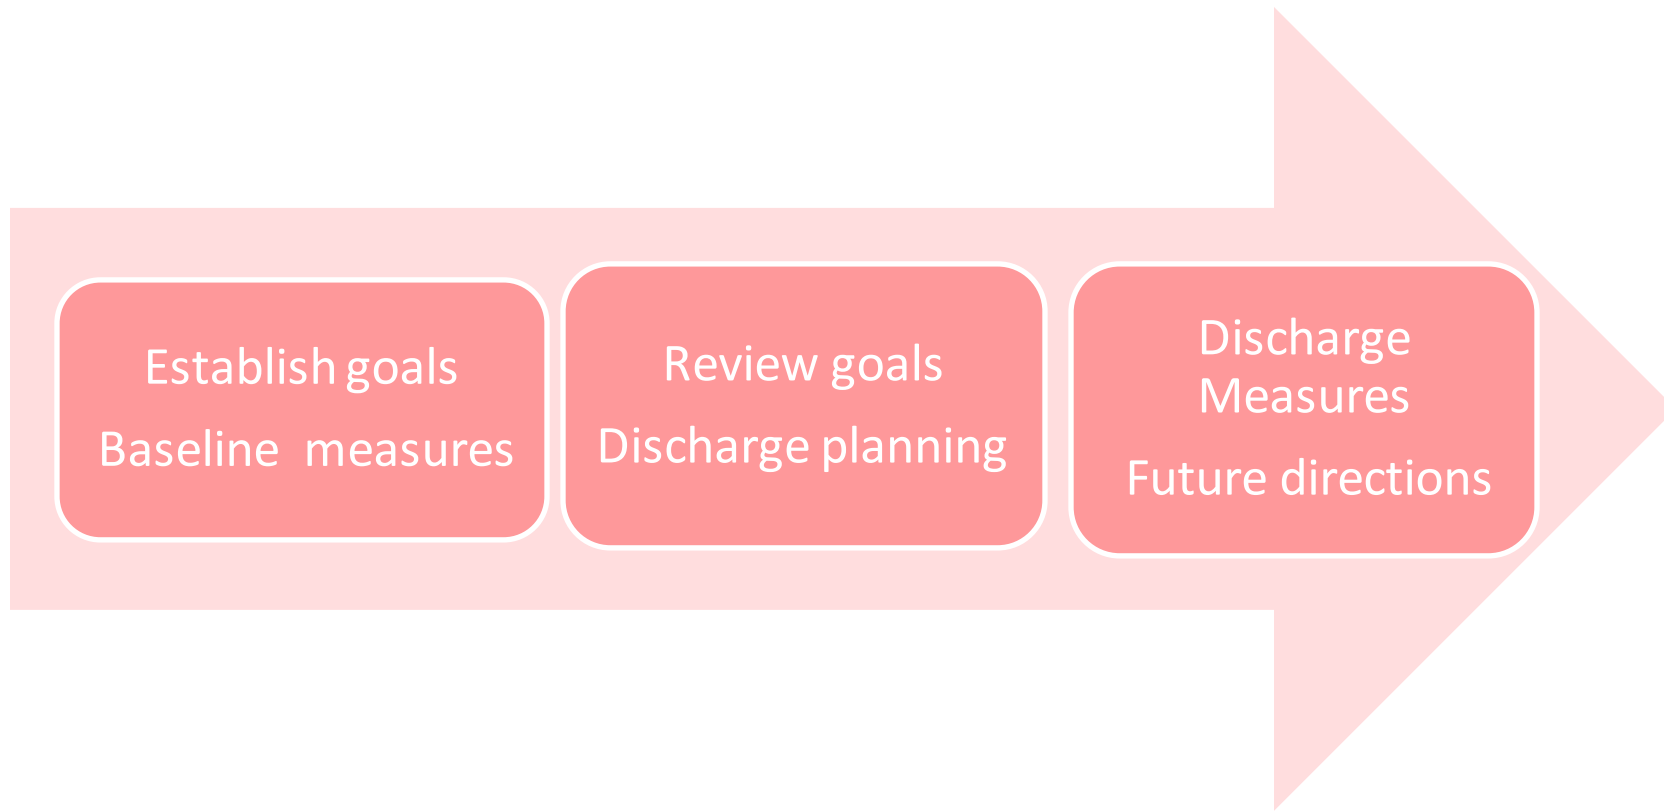 Establish goals
Baseline measures
Review goals
Discharge planning
Discharge
Measures
Future directions